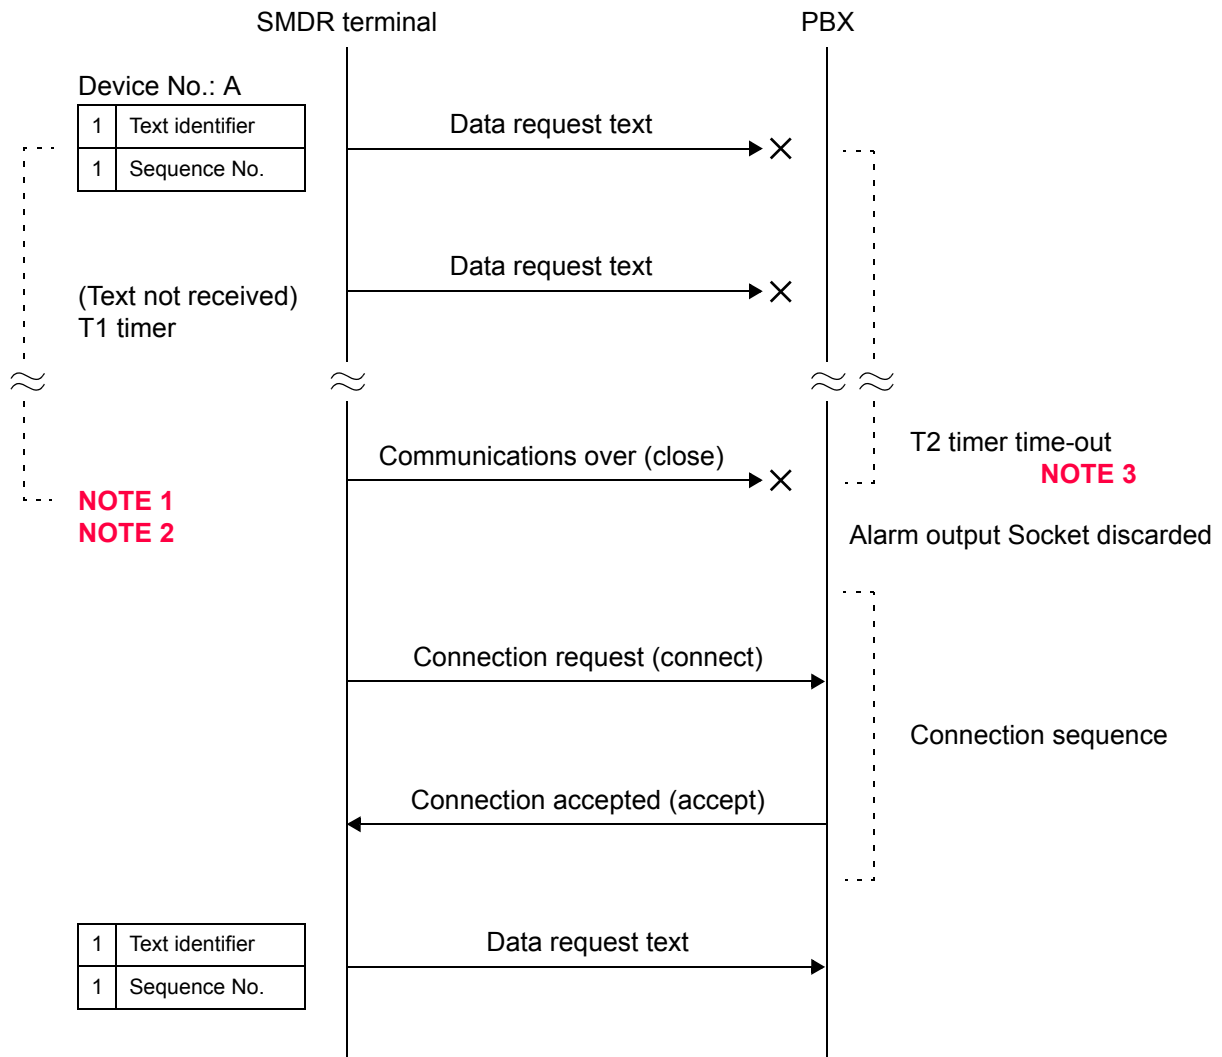 SMDR terminal
PBX
Device No.: A
1 Text identifier
1 Sequence No.
Data request text
Data request text
(Text not received)
T1 timer
Communications over (close)
T2 timer time-out
NOTE 3
NOTE 1
NOTE 2
Alarm output Socket discarded
Connection request (connect)
Connection sequence
Connection accepted (accept)
1 Text identifier
1 Sequence No.
Data request text